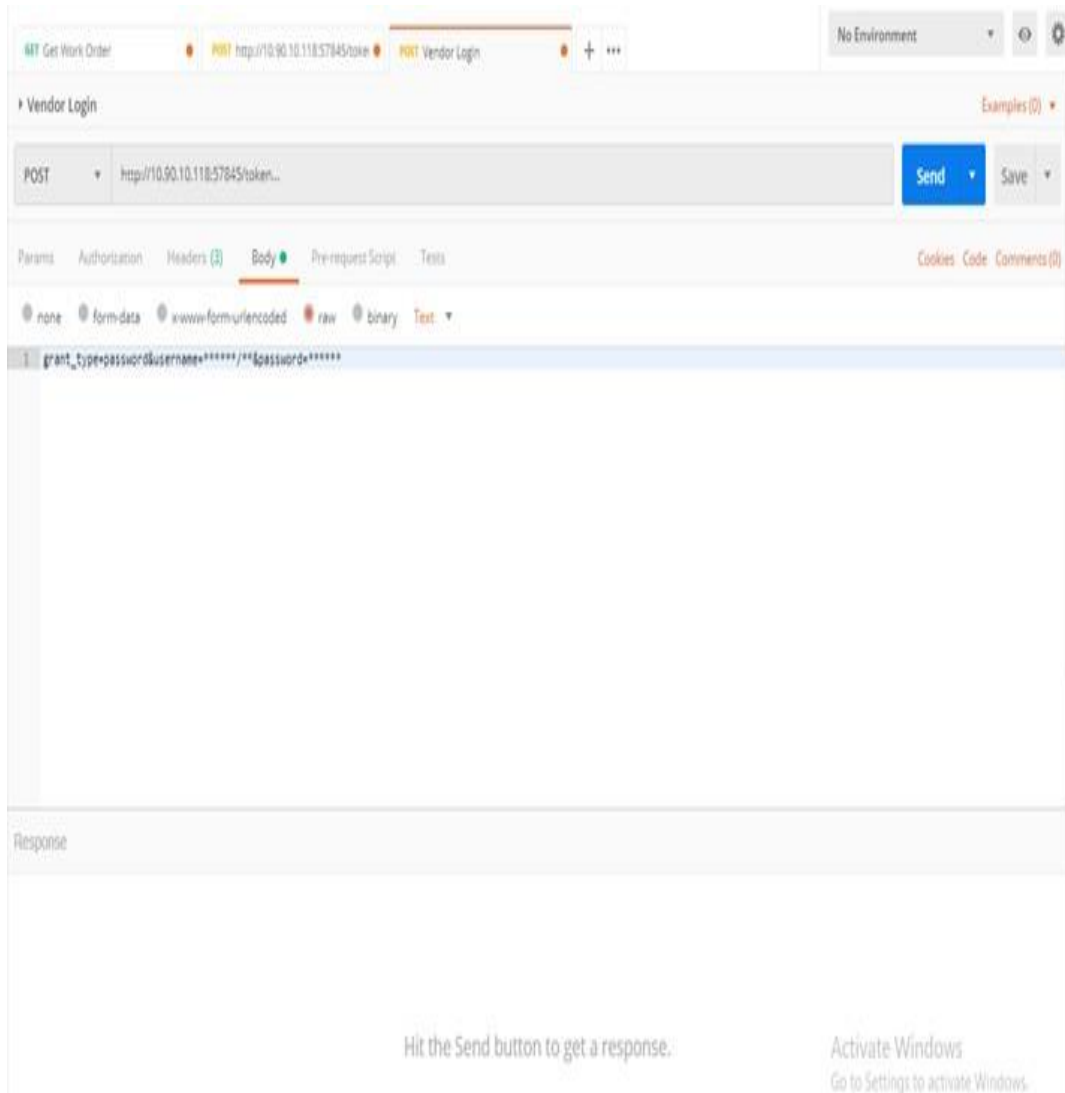 GET Get Work Order
POST http://10.90.10.118:57845/toke
POST Vendor Login
+ •••
No Environment
Vendor Login
Examples (0)
POST
http://10.90.10.118:57845/token...
Send
Save
Params Authorization Headers (3) Body Pre-request Script Tests
Cookies Code Comments (0)
none form-data x-www-form-urlencoded raw binary Text
1 grant_type=password&username=******/**&password=******
Response
Hit the Send button to get a response.
Activate Windows
Go to Settings to activate Windows.